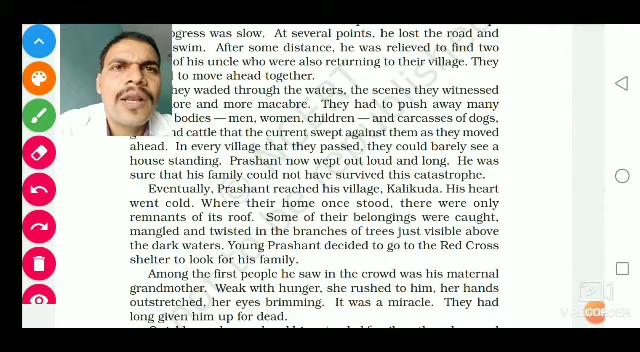 ogress was slow. At several points, he lost the road and
swim. After some distance, he was relieved to find two
of his uncle who were also returning to their village. They
to move ahead together.
hey waded through the waters, the scenes they witnessed
ore and more macabre. They had to push away many
bodies — men, women, children — and carcasses of dogs,
nd cattle that the current swept against them as they moved
ahead. In every village that they passed, they could barely see a
house standing. Prashant now wept out loud and long. He was
sure that his family could not have survived this catastrophe.
Eventually, Prashant reached his village, Kalikuda. His heart
went cold. Where their home once stood, there were only
remnants of its roof. Some of their belongings were caught,
mangled and twisted in the branches of trees just visible above
the dark waters. Young Prashant decided to go to the Red Cross
shelter to look for his family.
Among the first people he saw in the crowd was his maternal
grandmother. Weak with hunger, she rushed to him, her hands
outstretched, her eyes brimming. It was a miracle. They had
long given him up for dead.
V RECORDER